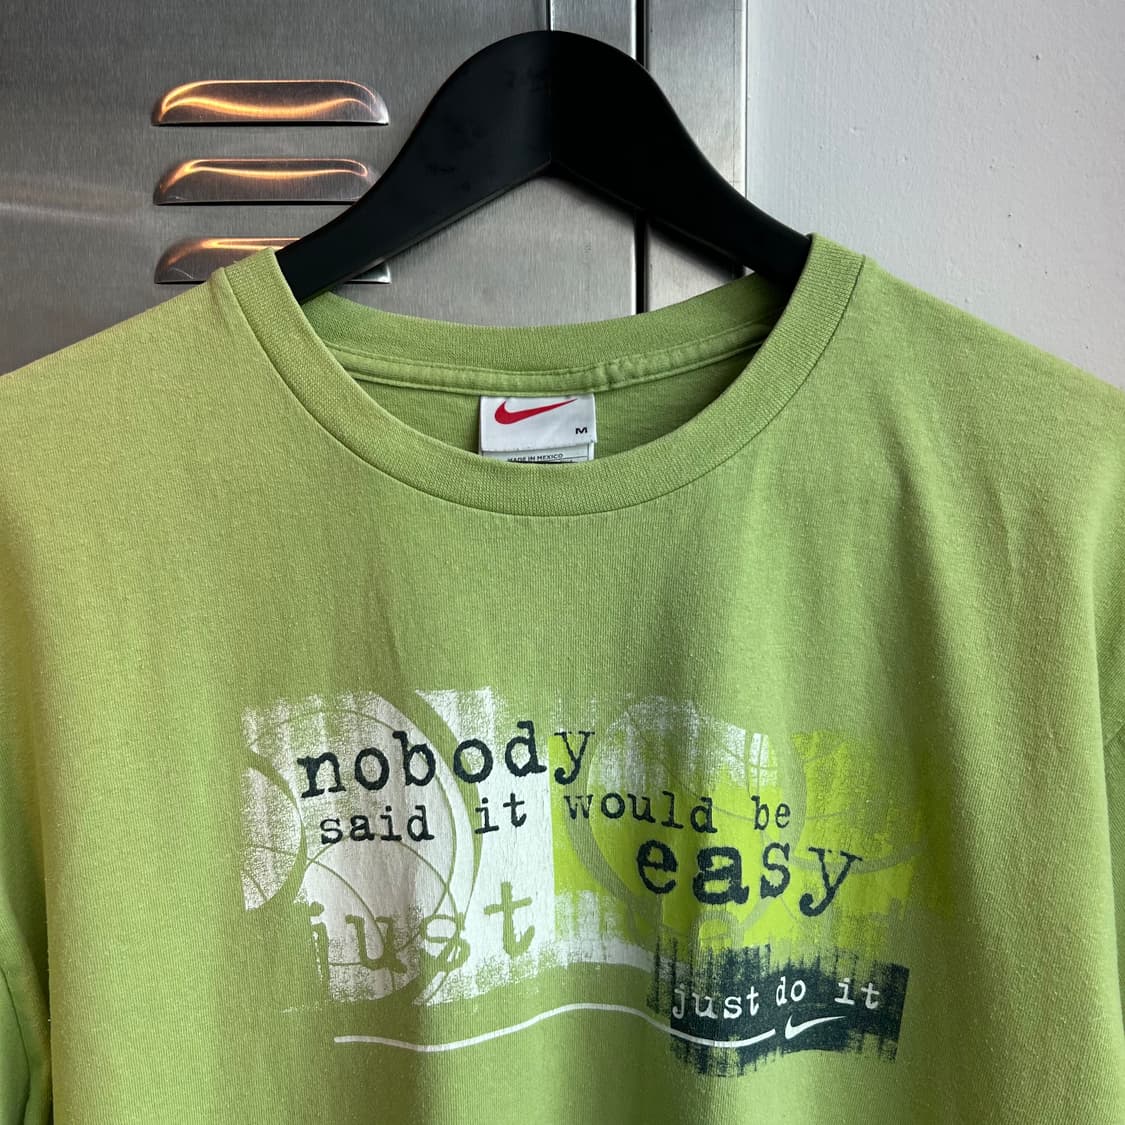 M
MADE IN MEXICO
nobody
said it would be
easy
just
just do it